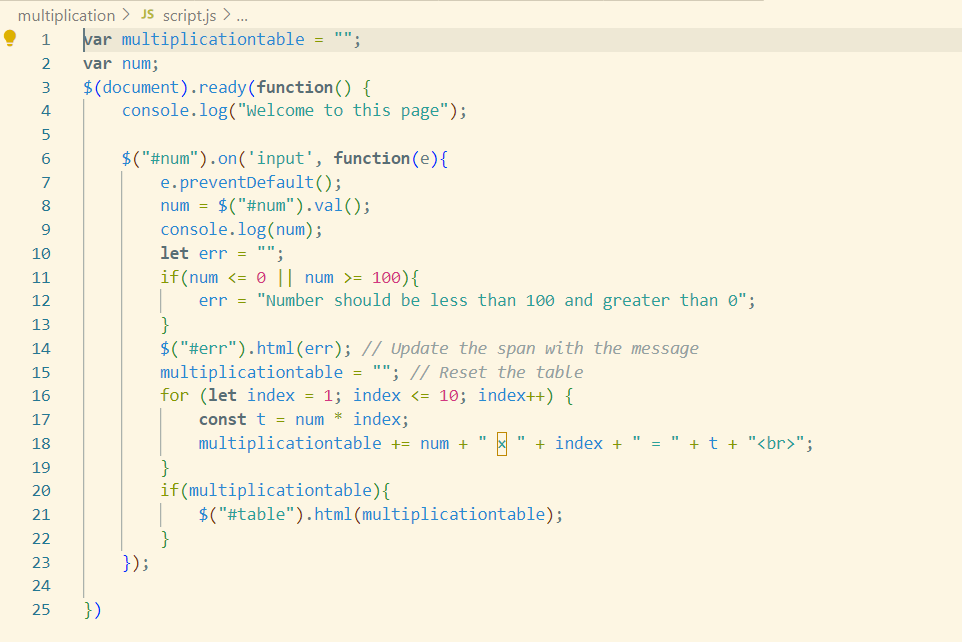 multiplication > JS script.js > ...
1 var multiplicationtable = "";
2 var num;
3 $(document).ready(function() {
4     console.log("Welcome to this page");
5
6     $("#num").on('input', function(e){
7         e.preventDefault();
8         num = $("#num").val();
9         console.log(num);
10         let err = "";
11         if(num <= 0 || num >= 100){
12             err = "Number should be less than 100 and greater than 0";
13         }
14         $("#err").html(err); // Update the span with the message
15         multiplicationtable = ""; // Reset the table
16         for (let index = 1; index <= 10; index++) {
17             const t = num * index;
18             multiplicationtable += num + " x " + index + " = " + t + "<br>";
19         }
20         if(multiplicationtable){
21             $("#table").html(multiplicationtable);
22         }
23     });
24
25 })